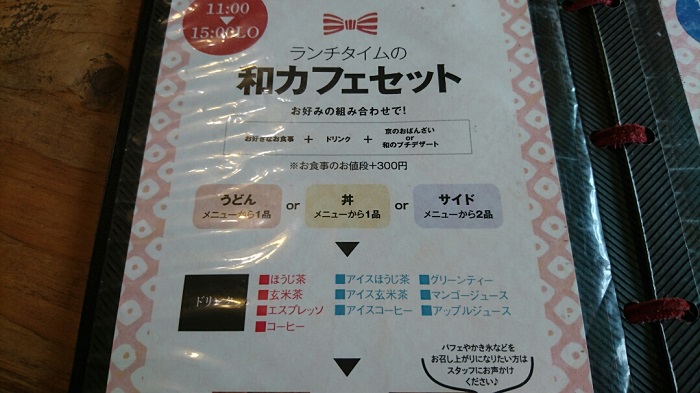 11:00
▼
15:00LO
ランチタイムの
和カフェセット
お好みの組み合わせで!
お好きなお食事 + ドリンク + 京のおばんざい or 和のプチデザート
※お食事のお値段+300円
うどん or 丼 or サイド
メニューから1品 メニューから1品 メニューから2品
▼
ドリンク
■ほうじ茶 ■アイスほうじ茶 ■グリーンティー
■玄米茶 ■アイス玄米茶 ■マンゴージュース
■エスプレッソ ■アイスコーヒー ■アップルジュース
■コーヒー
▼
パフェやかき氷などを
お召し上がりになりたい方は
スタッフにお声かけ
ください♪